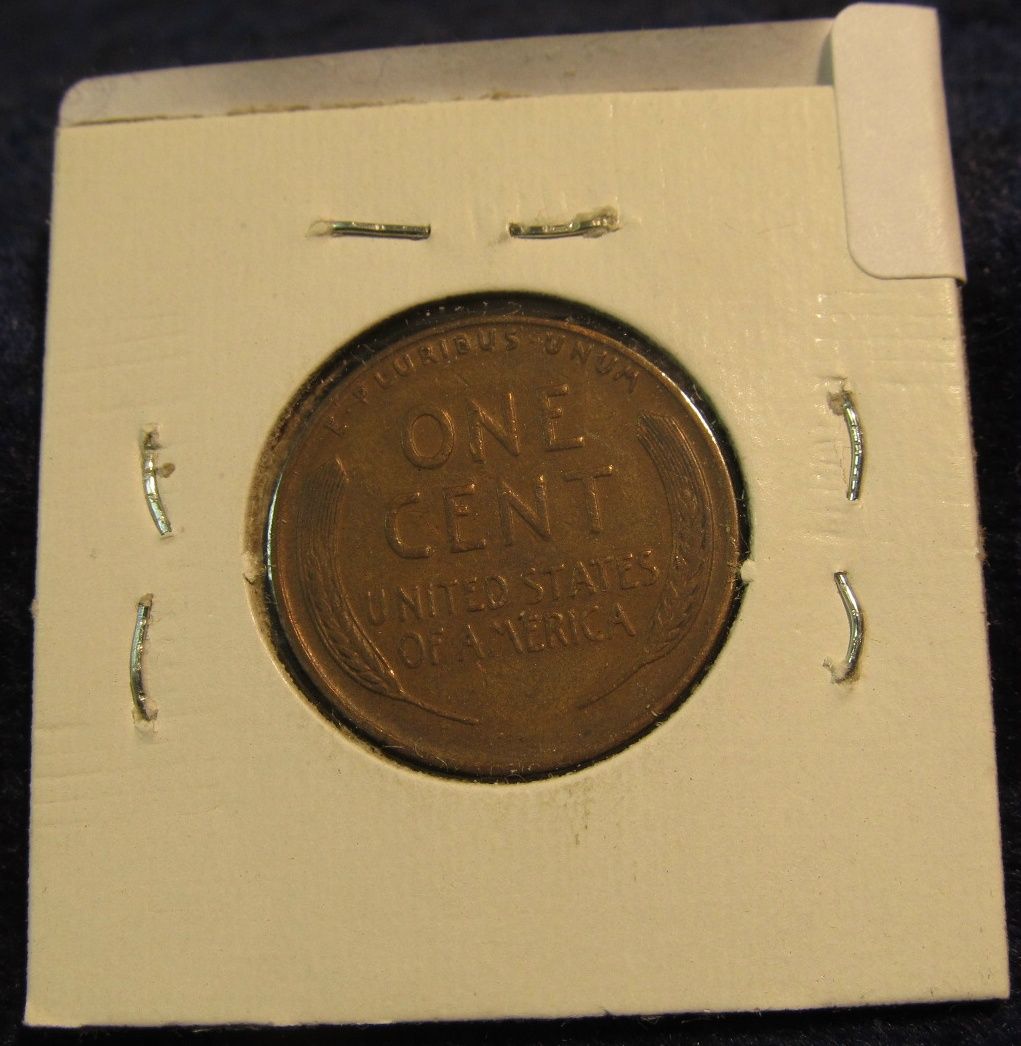 E·PLURIBUS·UNUM
ONE
CENT
UNITED STATES
OF AMERICA